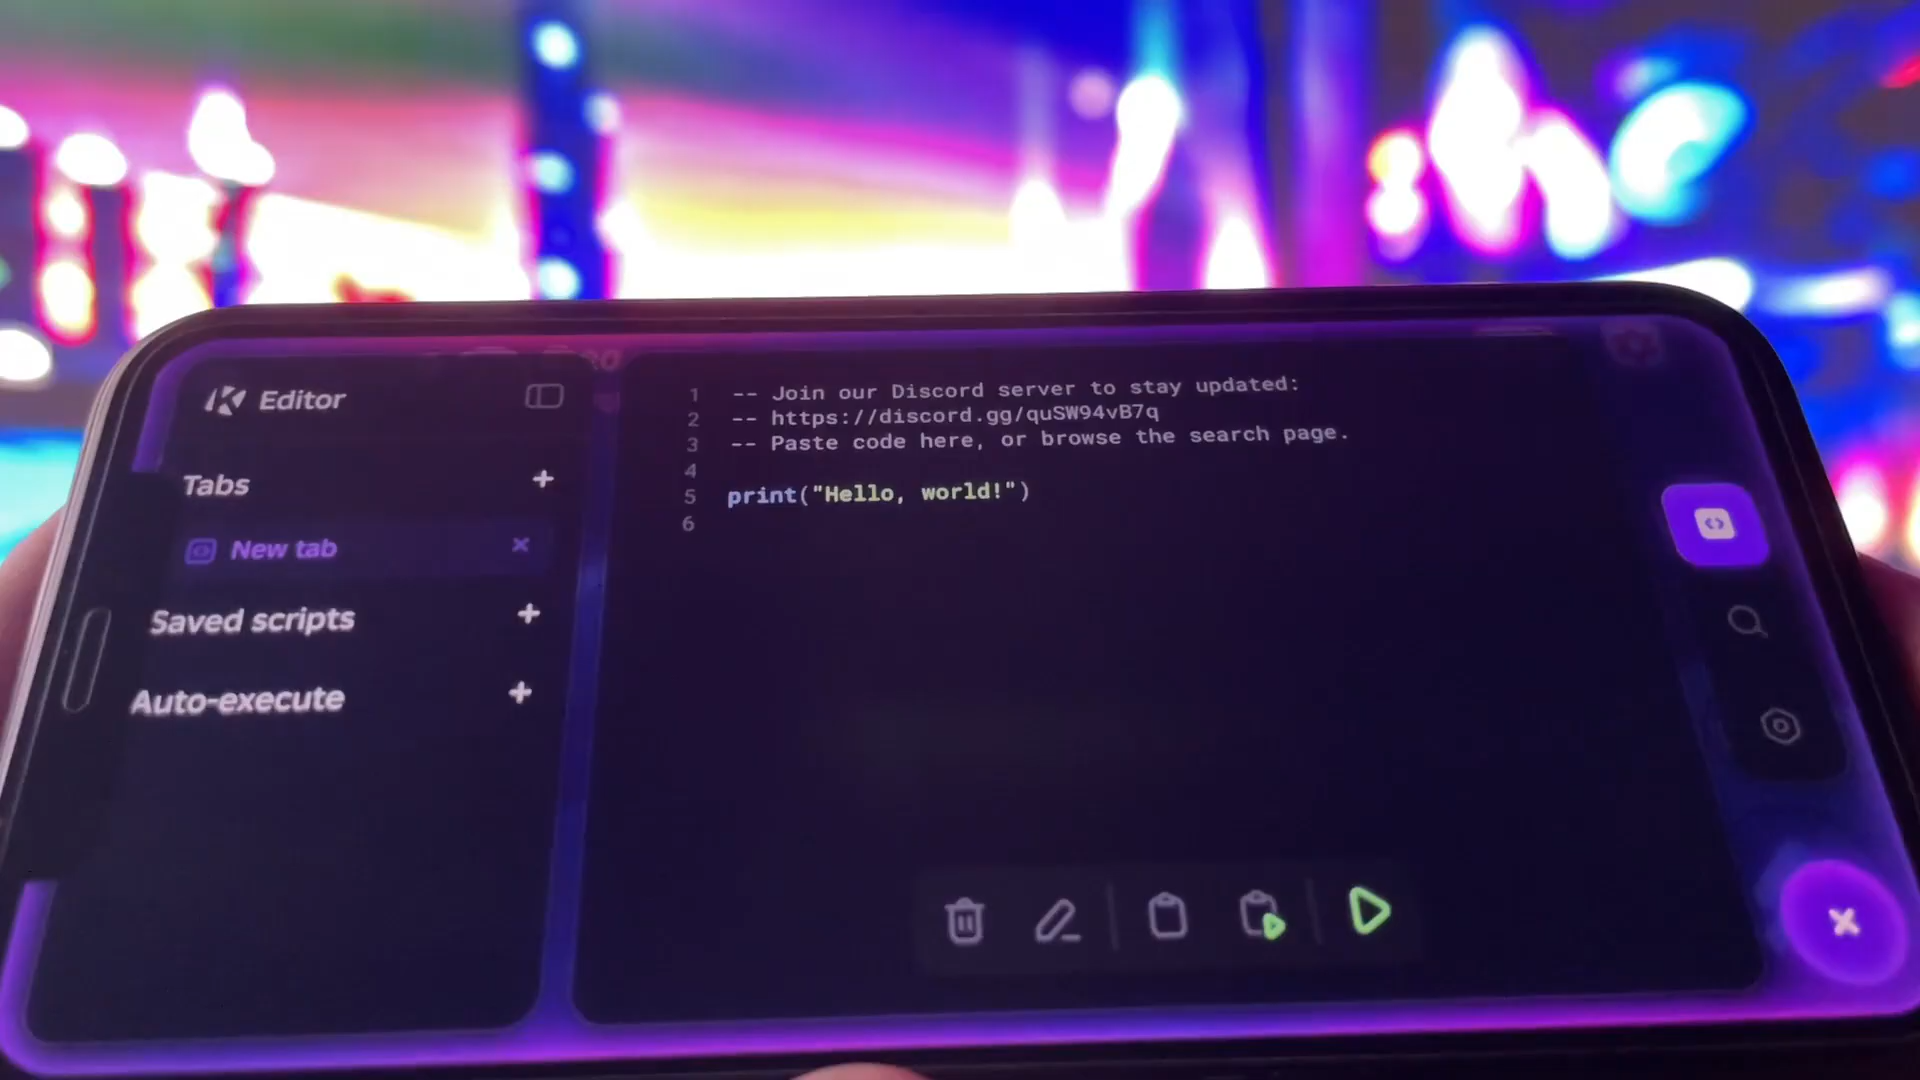 Editor
Tabs
New tab
Saved scripts
Auto-execute
1 -- Join our Discord server to stay updated:
2 -- https://discord.gg/quSW94vB7q
3 -- Paste code here, or browse the search page.
4
5 print("Hello, world!")
6